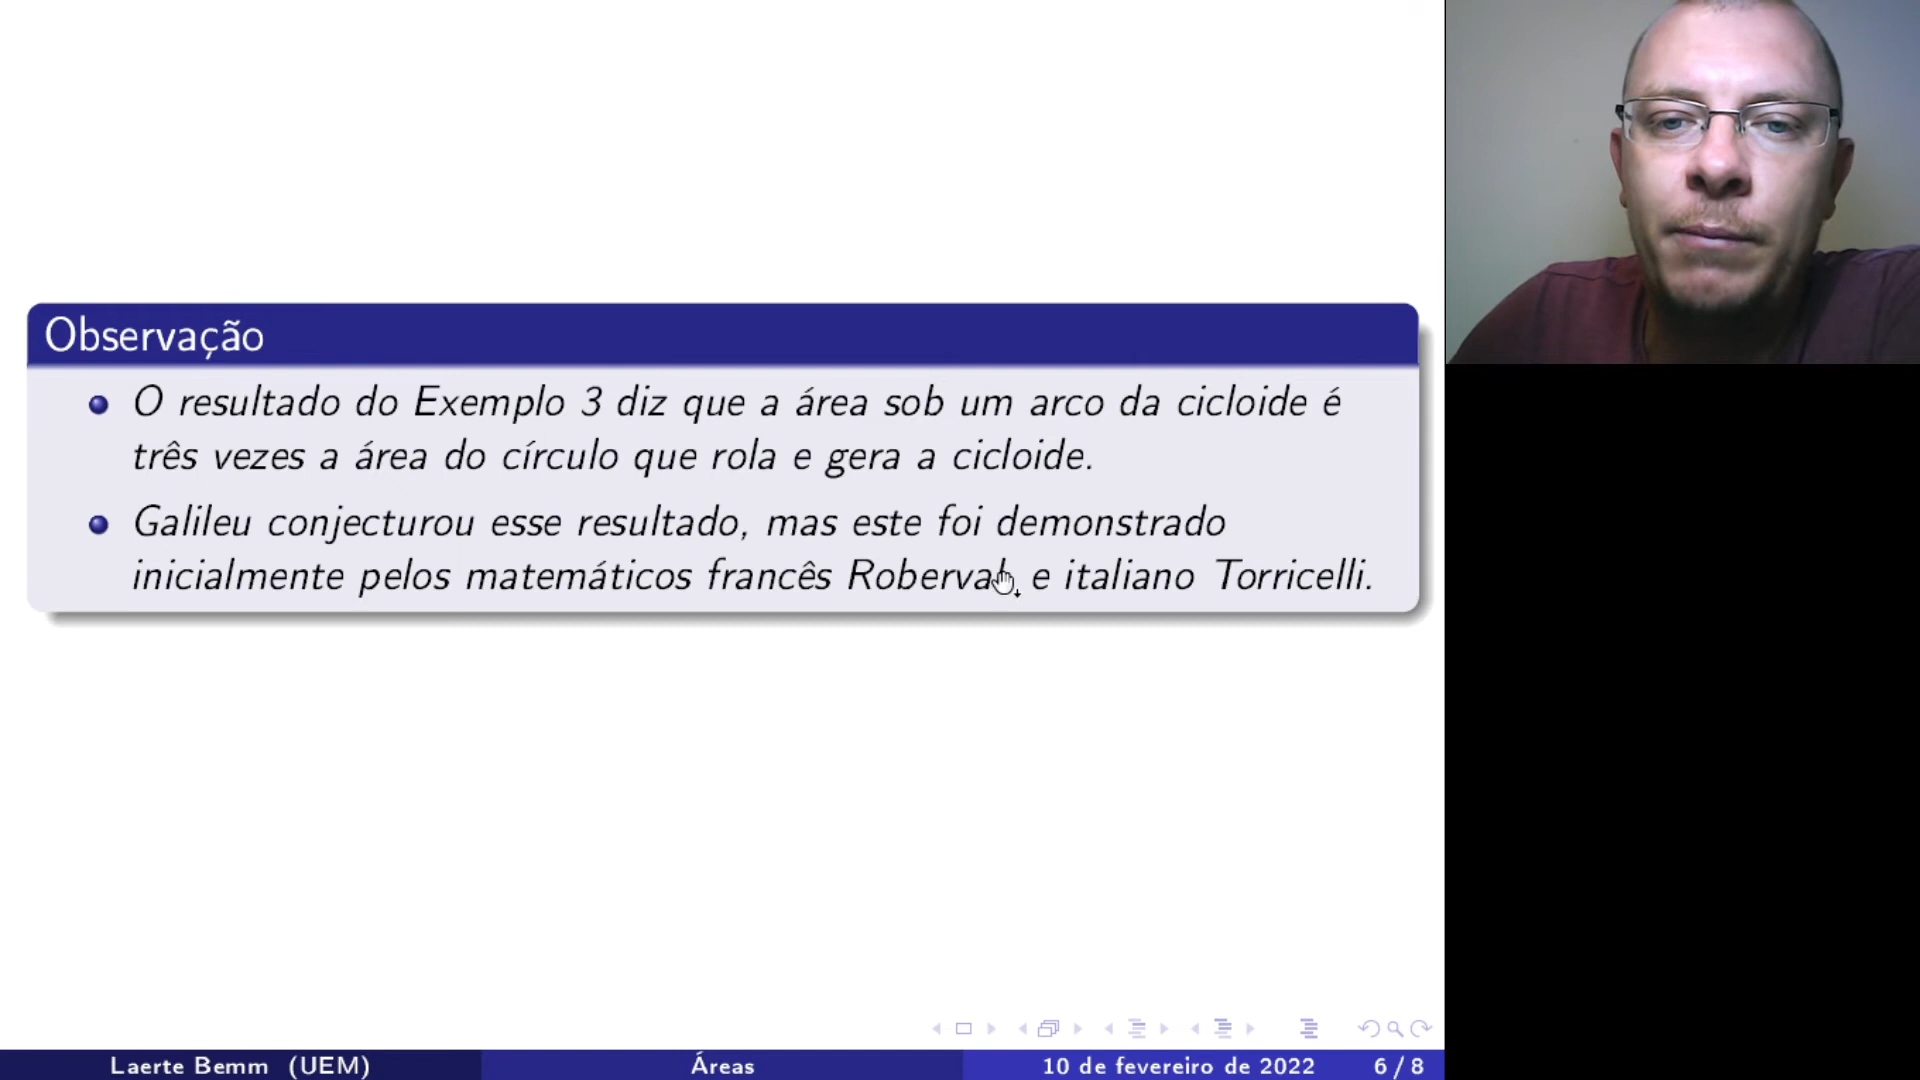 Observação
O resultado do Exemplo 3 diz que a área sob um arco da cicloide é
três vezes a área do círculo que rola e gera a cicloide.
Galileu conjecturou esse resultado, mas este foi demonstrado
inicialmente pelos matemáticos francês Roberval, e italiano Torricelli.
Laerte Bemm (UEM) Áreas 10 de fevereiro de 2022 6 / 8